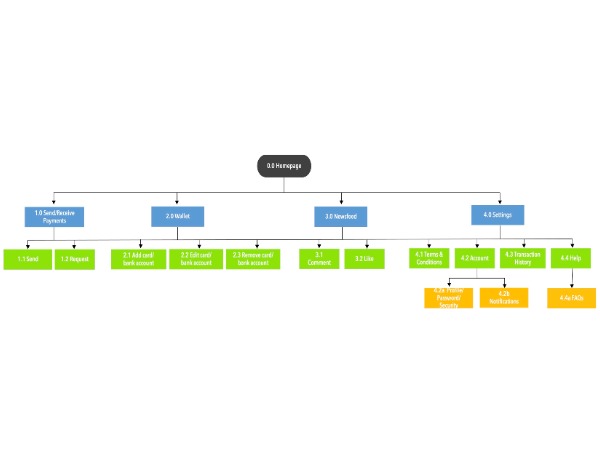 0.0 Homepage
1.0 Send/Receive
Payments
2.0 Wallet
3.0 Newsfeed
4.0 Settings
1.1 Send
1.2 Request
2.1 Add card/
bank account
2.2 Edit card/
bank account
2.3 Remove card/
bank account
3.1
Comment
3.2 Like
4.1 Terms &
Conditions
4.2 Account
4.3 Transaction
History
4.4 Help
Password/
Security
4.2b
Notifications
4.4a FAQs